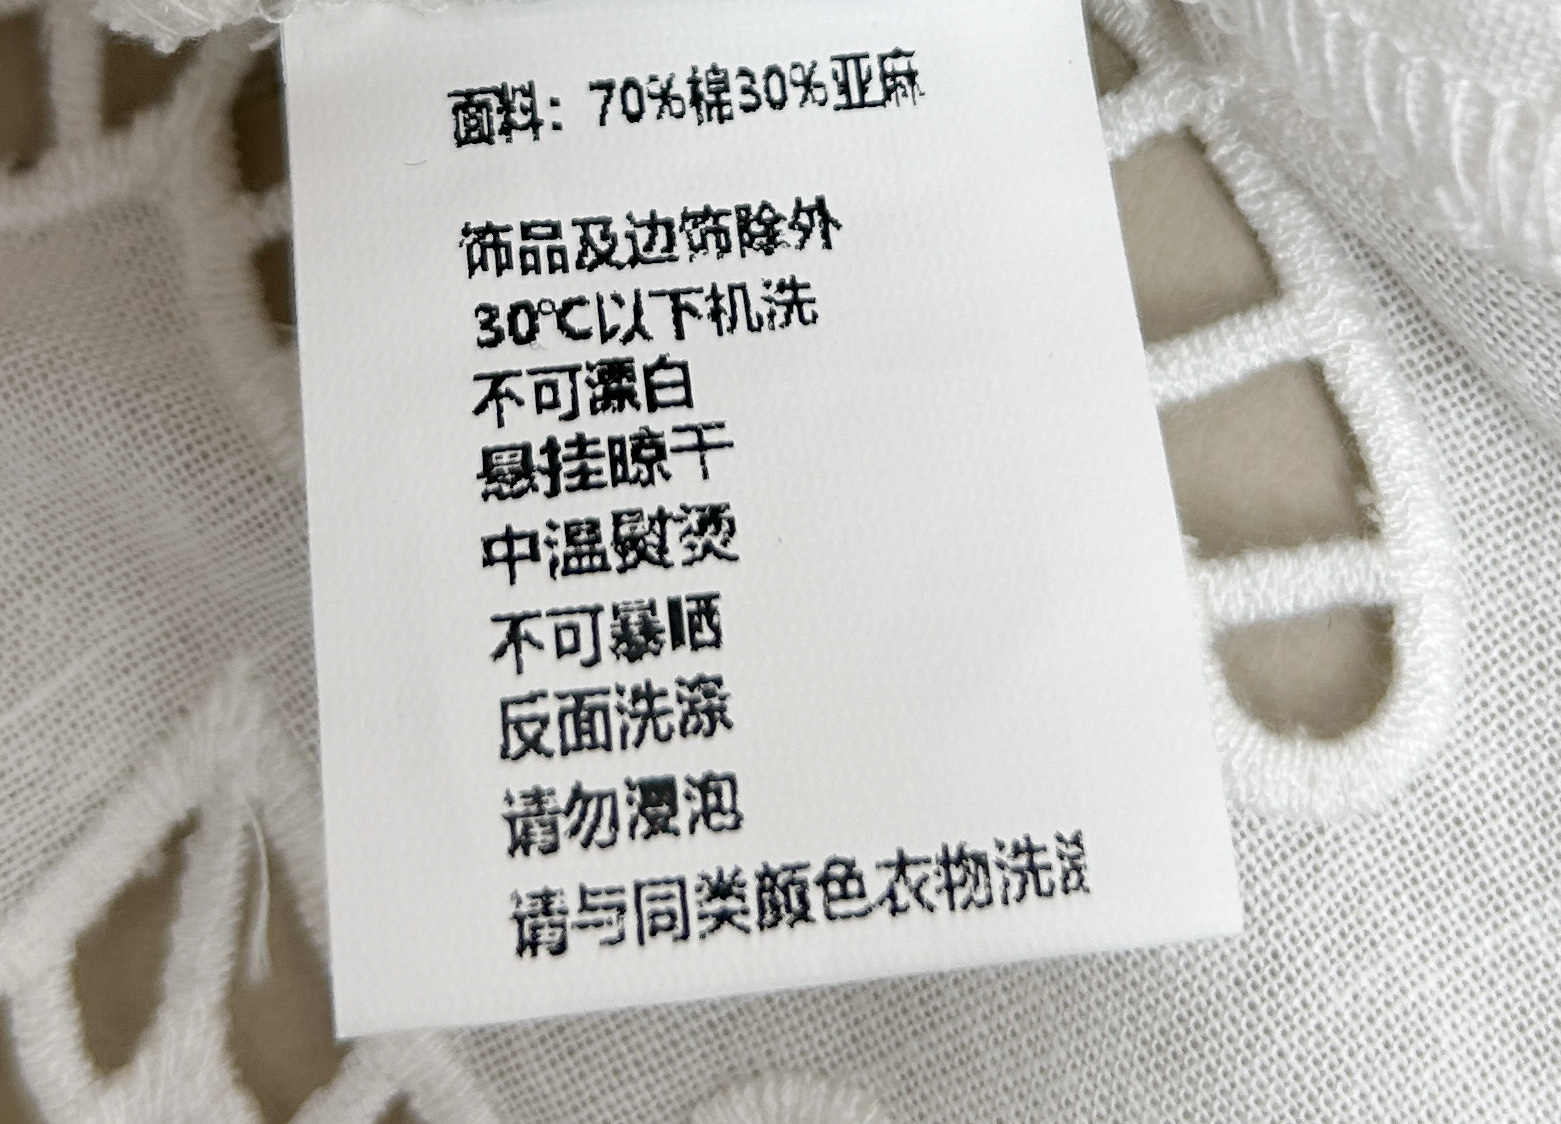 面料：70%棉30%亚麻
饰品及边饰除外
30℃以下机洗
不可漂白
悬挂晾干
中温熨烫
不可暴晒
反面洗涤
请勿浸泡
请与同类颜色衣物洗涤